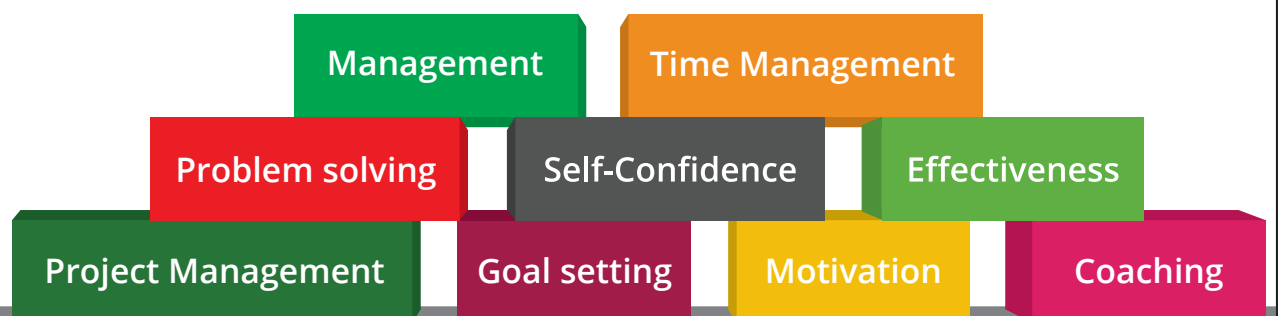 Management
Time Management
Problem solving
Self-Confidence
Effectiveness
Project Management
Goal setting
Motivation
Coaching